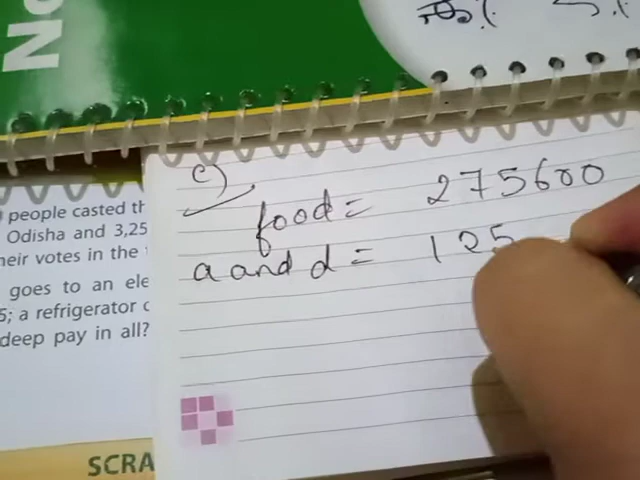 No
people casted th
Odisha and 3,25
heir votes in the
goes to an ele
5; a refrigerator c
deep pay in all?
SCRA
c)
food = 275600
a and d = 125